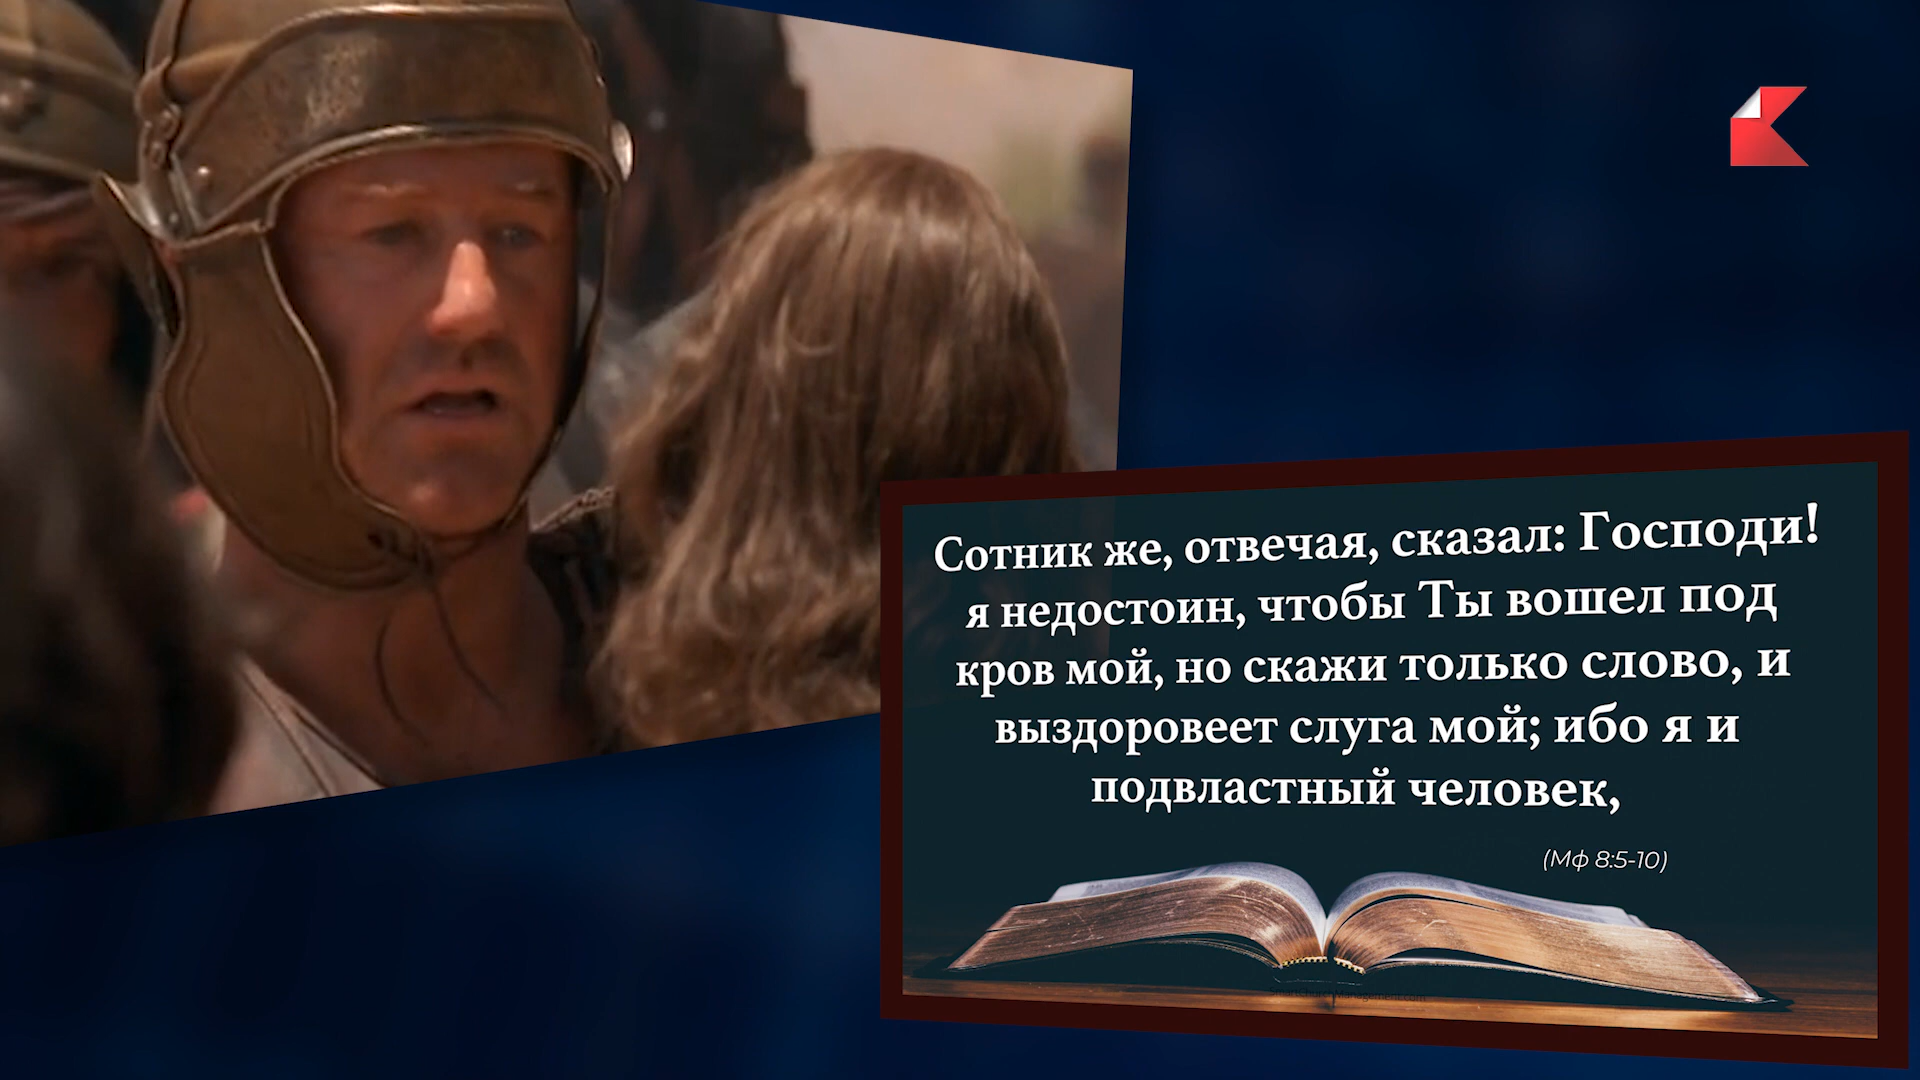 Сотник же, отвечая, сказал: Господи!
я недостоин, чтобы Ты вошел под
кров мой, но скажи только слово, и
выздоровеет слуга мой; ибо я и
подвластный человек,
(Мф 8:5-10)